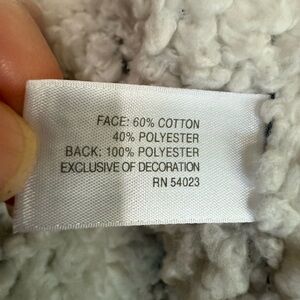 FACE: 60% COTTON
40% POLYESTER
BACK: 100% POLYESTER
EXCLUSIVE OF DECORATION
RN 54023